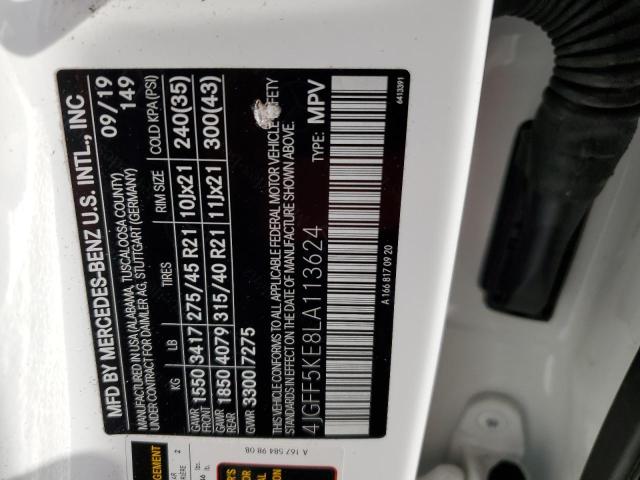 MFD BY MERCEDES-BENZ U.S. INTL., INC
09/19
MANUFACTURED IN USA (ALABAMA, TUSCALOOSA COUNTY)
149
UNDER CONTRACT FOR DAIMLER AG, STUTTGART (GERMANY)
KG LB TIRES RIM SIZE COLD KPA (PSI)
GAWR FRONT 1550 3417 275/45 R21 10Jx21 240(35)
GAWR REAR 1850 4079 315/40 R21 11Jx21 300(43)
GVWR 3300 7275
THIS VEHICLE CONFORMS TO ALL APPLICABLE FEDERAL MOTOR VEHICLE SAFETY
STANDARDS IN EFFECT ON THE DATE OF MANUFACTURE SHOWN ABOVE.
4JGFF5KE8LA113624 TYPE: MPV
A 166 817 09 20 6413391
A 167 584 98 08